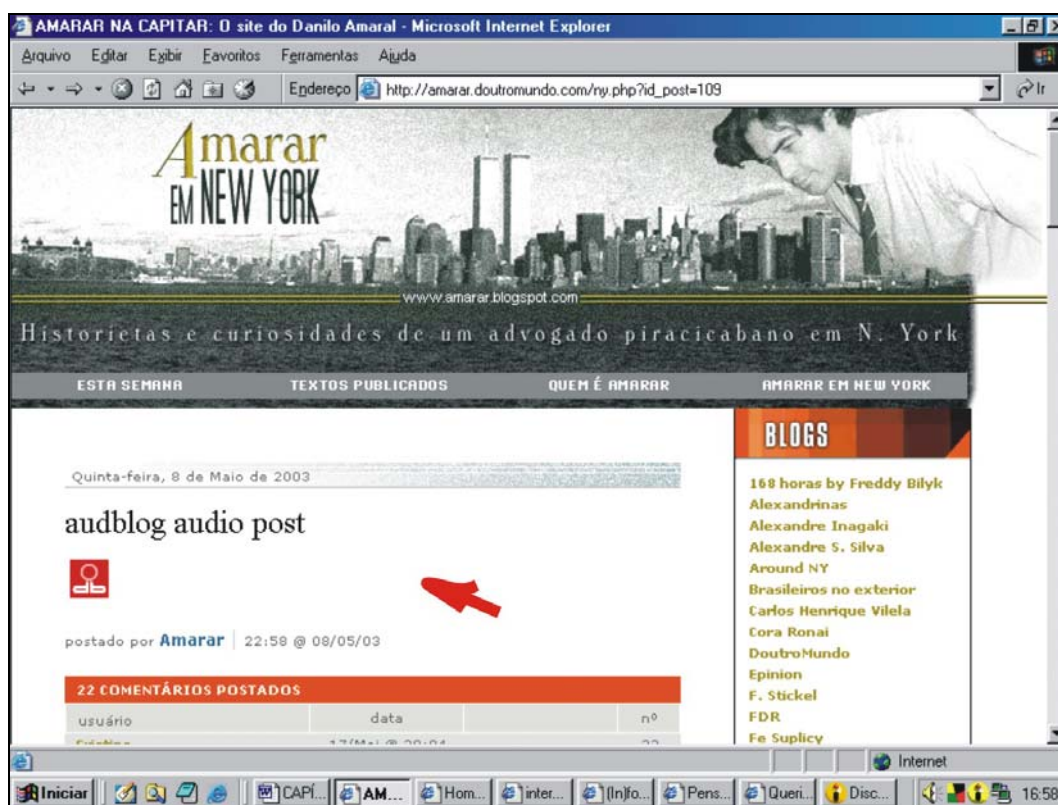 AMARAR NA CAPITAR: O site do Danilo Amaral - Microsoft Internet Explorer
Arquivo Editar Exibir Favoritos Ferramentas Ajuda
Endereço http://amarar.doutromundo.com/ny.php?id_post=109 Ir
Amarar
EM NEW YORK
www.amarar.blogspot.com
Historietas e curiosidades de um advogado piracicabano em N. York
ESTA SEMANA TEXTOS PUBLICADOS QUEM É AMARAR AMARAR EM NEW YORK
BLOGS
Quinta-feira, 8 de Maio de 2003
audblog audio post
postado por Amarar 22:58 @ 08/05/03
22 COMENTÁRIOS POSTADOS
usuário data nº
168 horas by Freddy Bilyk
Alexandrinas
Alexandre Inagaki
Alexandre S. Silva
Around NY
Brasileiros no exterior
Carlos Henrique Vilela
Cora Ronai
DoutroMundo
Epinion
F. Stickel
FDR
Fe Suplicy
Internet
Iniciar CAPÍ... AM... Hom... inter... (In)fo... Pens... Queri... Disc... 16:58